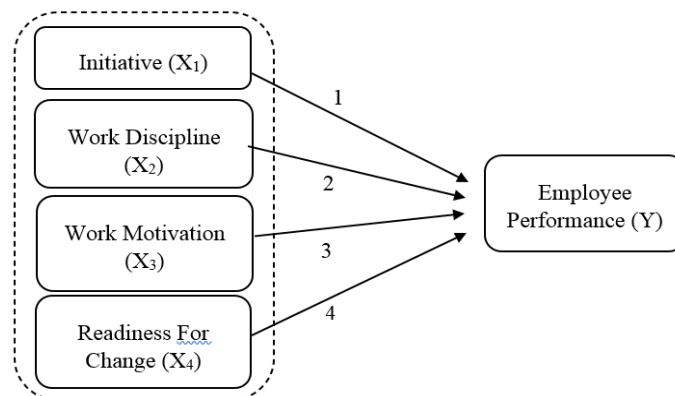 Initiative (X₁)
1
Work Discipline
(X₂)
2
Employee
Performance (Y)
Work Motivation
(X₃)
3
4
Readiness For
Change (X₄)